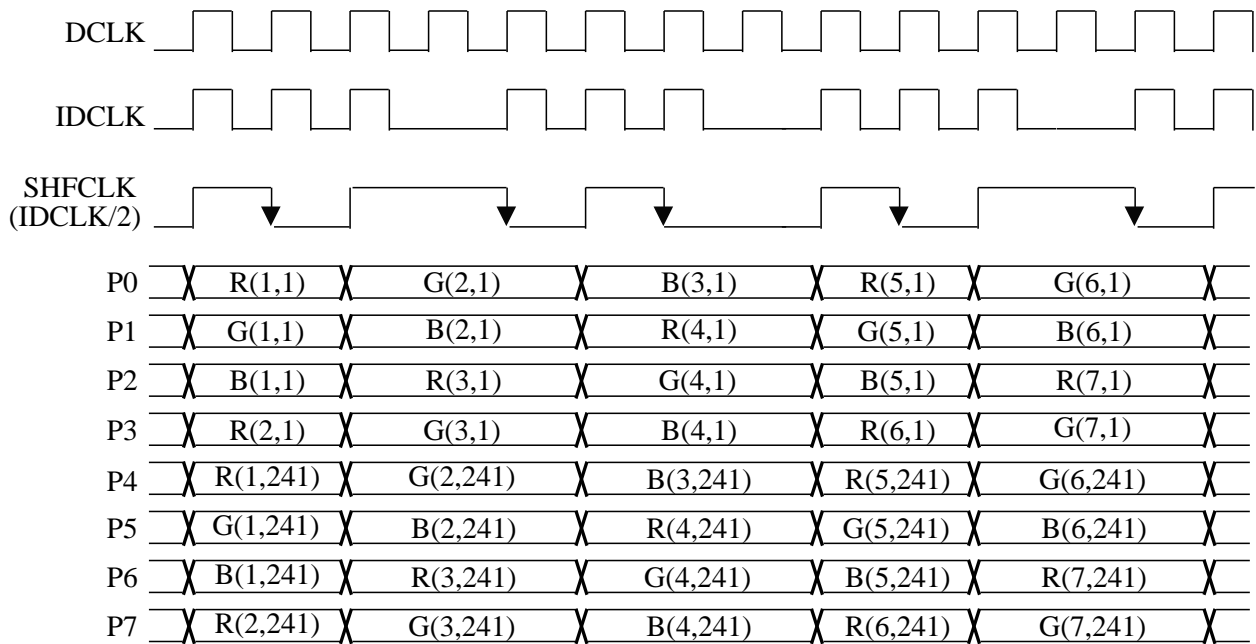 DCLK
IDCLK
SHFCLK
(IDCLK/2)
P0 R(1,1) G(2,1) B(3,1) R(5,1) G(6,1)
P1 G(1,1) B(2,1) R(4,1) G(5,1) B(6,1)
P2 B(1,1) R(3,1) G(4,1) B(5,1) R(7,1)
P3 R(2,1) G(3,1) B(4,1) R(6,1) G(7,1)
P4 R(1,241) G(2,241) B(3,241) R(5,241) G(6,241)
P5 G(1,241) B(2,241) R(4,241) G(5,241) B(6,241)
P6 B(1,241) R(3,241) G(4,241) B(5,241) R(7,241)
P7 R(2,241) G(3,241) B(4,241) R(6,241) G(7,241)